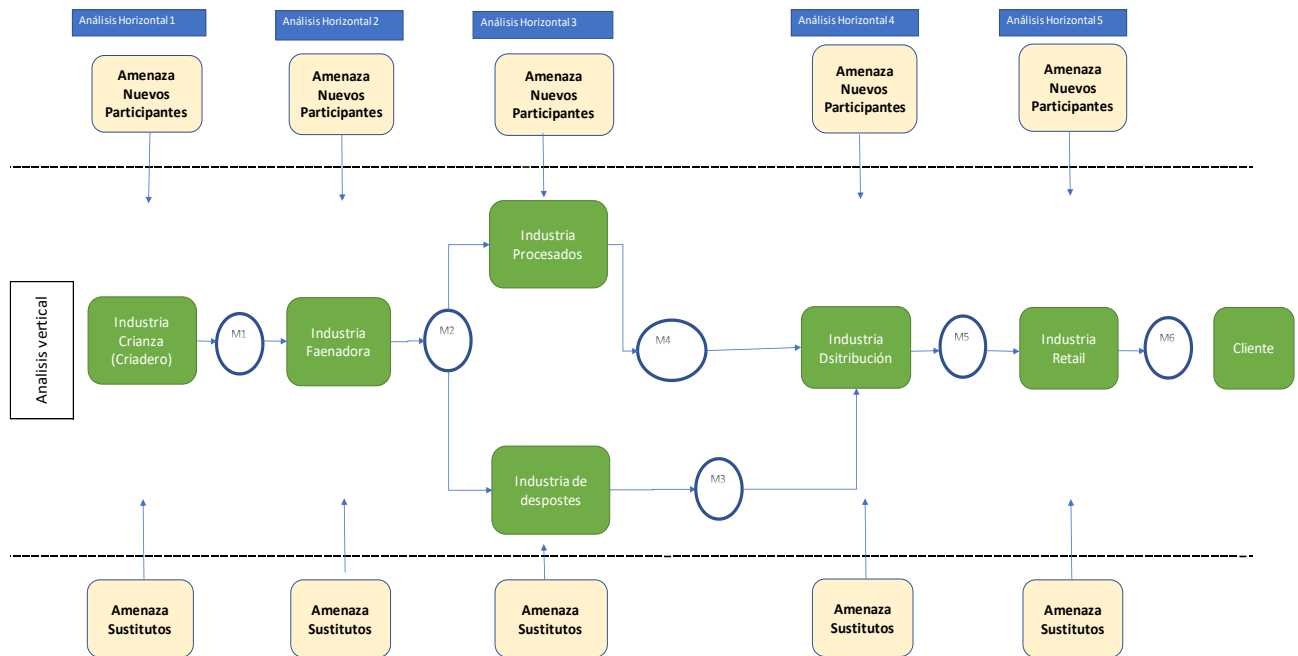 Análisis Horizontal 1
Análisis Horizontal 2
Análisis Horizontal 3
Análisis Horizontal 4
Análisis Horizontal 5
Amenaza
Nuevos
Participantes
Amenaza
Nuevos
Participantes
Amenaza
Nuevos
Participantes
Amenaza
Nuevos
Participantes
Amenaza
Nuevos
Participantes
Analisis vertical
Industria
Crianza
(Criadero)
M1
Industria
Faenadora
M2
Industria
Procesados
M4
Industria de
despostes
M3
Industria
Dsitribución
M5
Industria
Retail
M6
Cliente
Amenaza
Sustitutos
Amenaza
Sustitutos
Amenaza
Sustitutos
Amenaza
Sustitutos
Amenaza
Sustitutos